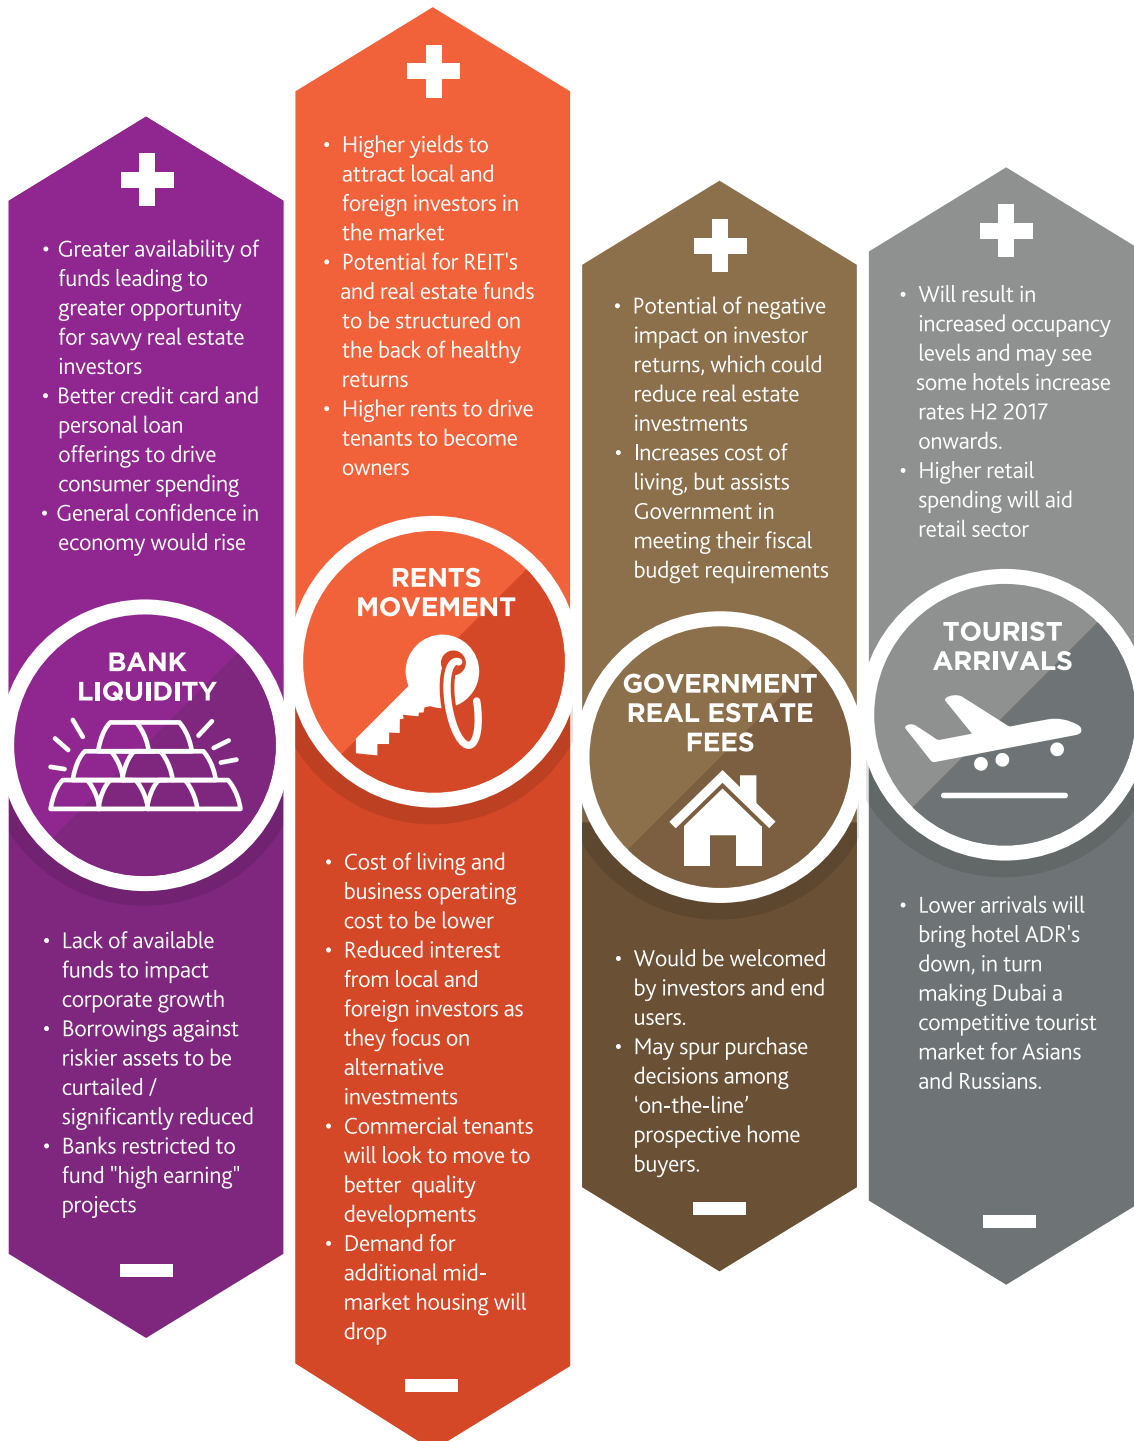 • Greater availability of
funds leading to
greater opportunity
for savvy real estate
investors
• Better credit card and
personal loan
offerings to drive
consumer spending
• General confidence in
economy would rise
BANK
LIQUIDITY
• Lack of available
funds to impact
corporate growth
• Borrowings against
riskier assets to be
curtailed /
significantly reduced
• Banks restricted to
fund "high earning"
projects
• Higher yields to
attract local and
foreign investors in
the market
• Potential for REIT's
and real estate funds
to be structured on
the back of healthy
returns
• Higher rents to drive
tenants to become
owners
RENTS
MOVEMENT
• Cost of living and
business operating
cost to be lower
• Reduced interest
from local and
foreign investors as
they focus on
alternative
investments
• Commercial tenants
will look to move to
better quality
developments
• Demand for
additional mid-
market housing will
drop
• Potential of negative
impact on investor
returns, which could
reduce real estate
investments
• Increases cost of
living, but assists
Government in
meeting their fiscal
budget requirements
GOVERNMENT
REAL ESTATE
FEES
• Would be welcomed
by investors and end
users.
• May spur purchase
decisions among
‘on-the-line’
prospective home
buyers.
• Will result in
increased occupancy
levels and may see
some hotels increase
rates H2 2017
onwards.
• Higher retail
spending will aid
retail sector
TOURIST
ARRIVALS
• Lower arrivals will
bring hotel ADR's
down, in turn
making Dubai a
competitive tourist
market for Asians
and Russians.